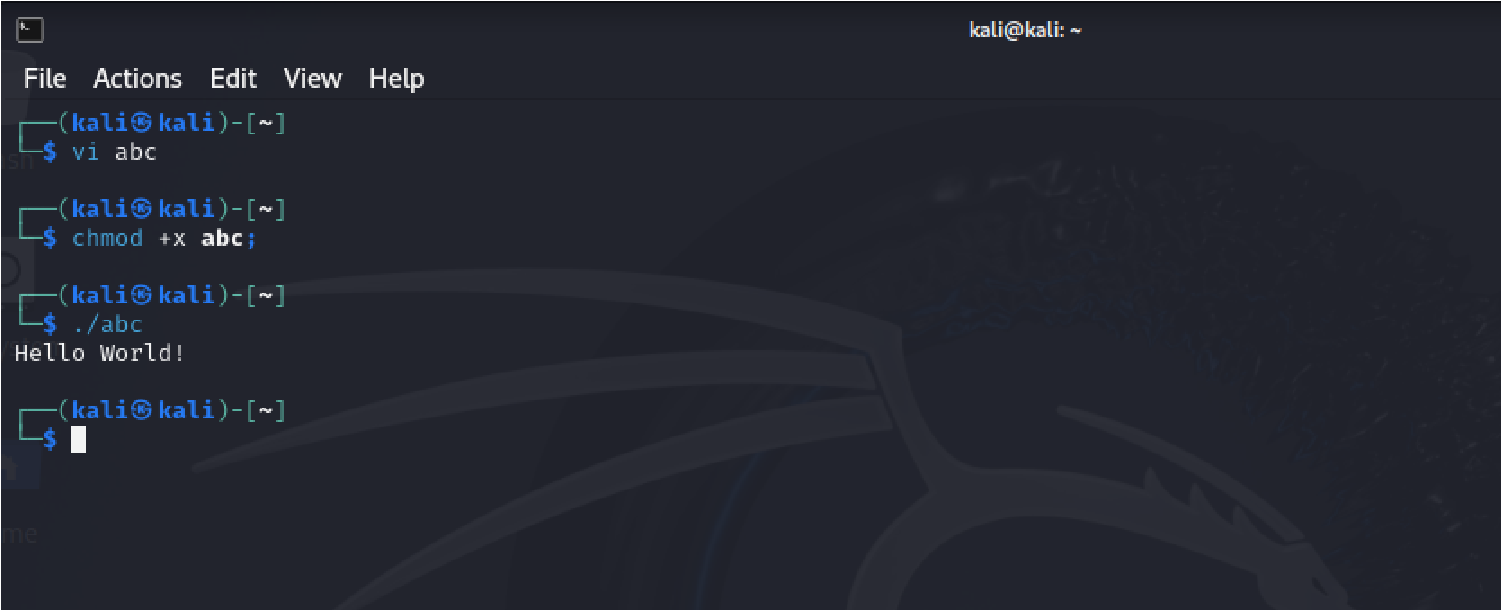 kali@kali: ~
File Actions Edit View Help
┌──(kali㉿kali)-[~]
└─$ vi abc
┌──(kali㉿kali)-[~]
└─$ chmod +x abc;
┌──(kali㉿kali)-[~]
└─$ ./abc
Hello World!
┌──(kali㉿kali)-[~]
└─$